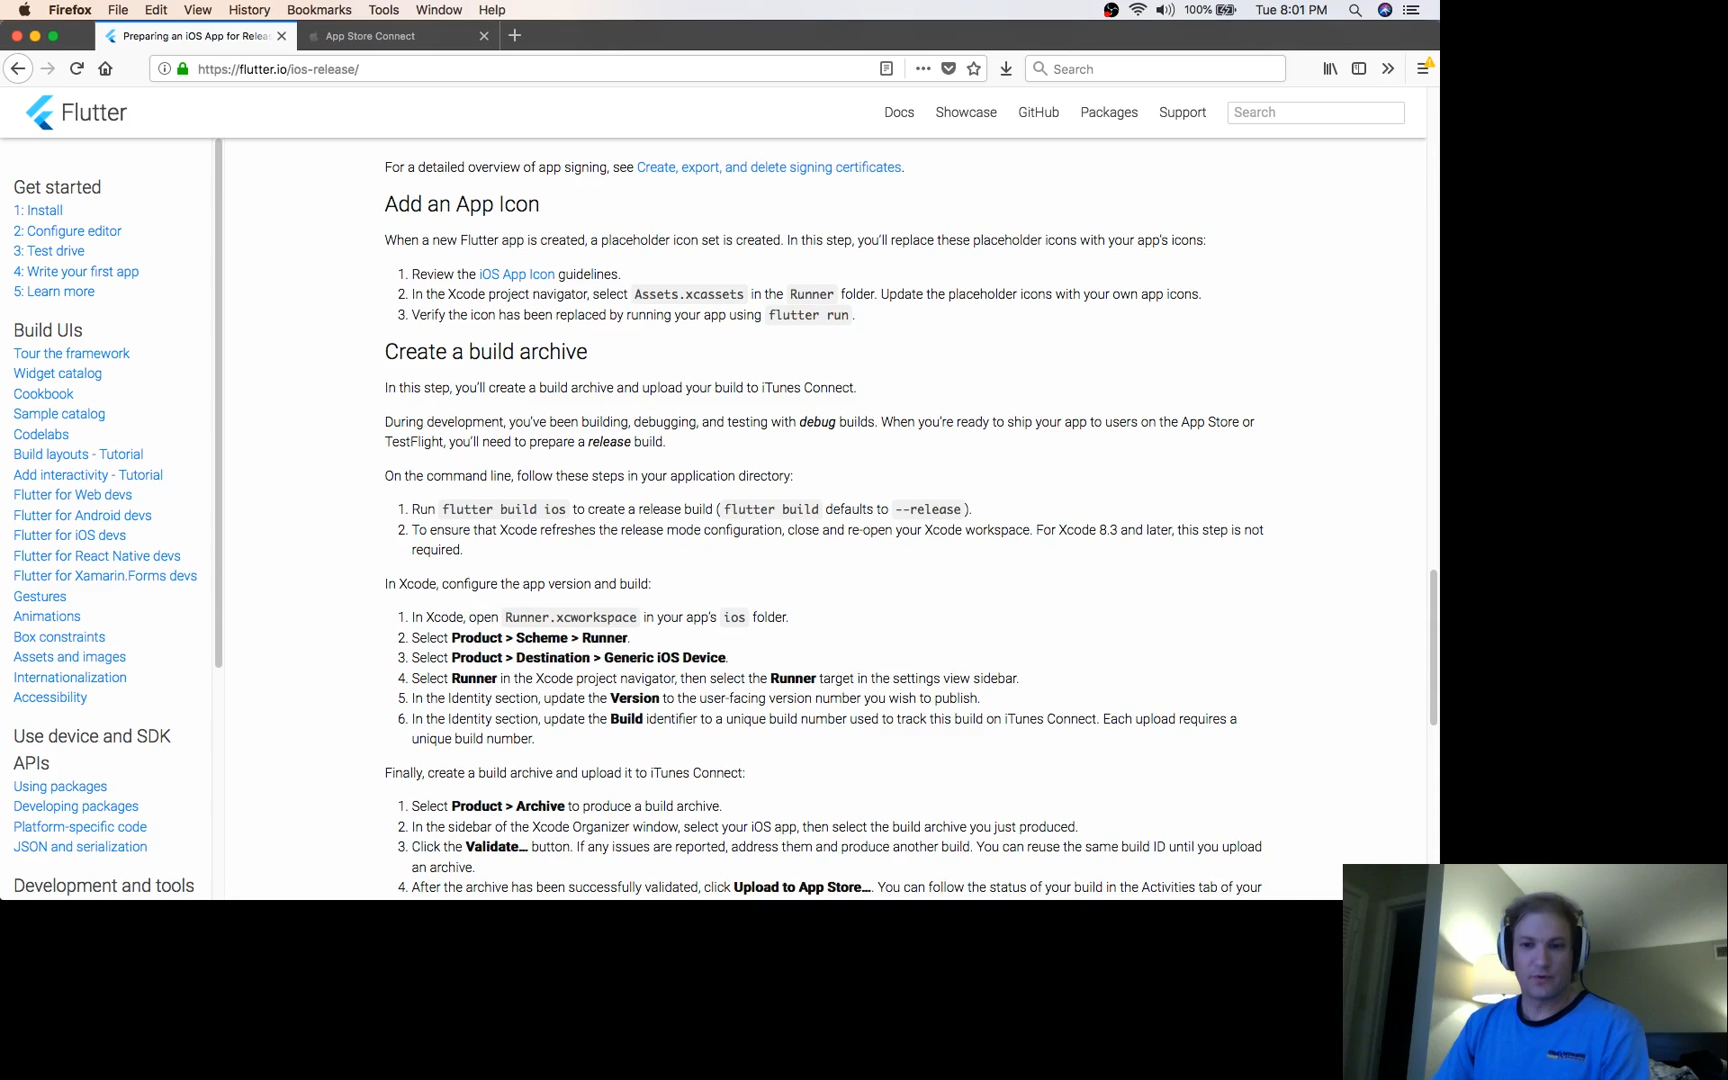 Firefox File Edit View History Bookmarks Tools Window Help 100% Tue 8:01 PM
Preparing an iOS App for Relea App Store Connect
https://flutter.io/ios-release/ Search
Flutter Docs Showcase GitHub Packages Support Search
Get started
1: Install
2: Configure editor
3: Test drive
4: Write your first app
5: Learn more
Build UIs
Tour the framework
Widget catalog
Cookbook
Sample catalog
Codelabs
Build layouts - Tutorial
Add interactivity - Tutorial
Flutter for Web devs
Flutter for Android devs
Flutter for iOS devs
Flutter for React Native devs
Flutter for Xamarin.Forms devs
Gestures
Animations
Box constraints
Assets and images
Internationalization
Accessibility
Use device and SDK
APIs
Using packages
Developing packages
Platform-specific code
JSON and serialization
Development and tools
For a detailed overview of app signing, see Create, export, and delete signing certificates.
Add an App Icon
When a new Flutter app is created, a placeholder icon set is created. In this step, you'll replace these placeholder icons with your app's icons:
1. Review the iOS App Icon guidelines.
2. In the Xcode project navigator, select Assets.xcassets in the Runner folder. Update the placeholder icons with your own app icons.
3. Verify the icon has been replaced by running your app using flutter run.
Create a build archive
In this step, you'll create a build archive and upload your build to iTunes Connect.
During development, you've been building, debugging, and testing with debug builds. When you're ready to ship your app to users on the App Store or
TestFlight, you'll need to prepare a release build.
On the command line, follow these steps in your application directory:
1. Run flutter build ios to create a release build (flutter build defaults to --release).
2. To ensure that Xcode refreshes the release mode configuration, close and re-open your Xcode workspace. For Xcode 8.3 and later, this step is not
required.
In Xcode, configure the app version and build:
1. In Xcode, open Runner.xcworkspace in your app's ios folder.
2. Select Product > Scheme > Runner.
3. Select Product > Destination > Generic iOS Device.
4. Select Runner in the Xcode project navigator, then select the Runner target in the settings view sidebar.
5. In the Identity section, update the Version to the user-facing version number you wish to publish.
6. In the Identity section, update the Build identifier to a unique build number used to track this build on iTunes Connect. Each upload requires a
unique build number.
Finally, create a build archive and upload it to iTunes Connect:
1. Select Product > Archive to produce a build archive.
2. In the sidebar of the Xcode Organizer window, select your iOS app, then select the build archive you just produced.
3. Click the Validate... button. If any issues are reported, address them and produce another build. You can reuse the same build ID until you upload
an archive.
4. After the archive has been successfully validated, click Upload to App Store.... You can follow the status of your build in the Activities tab of your